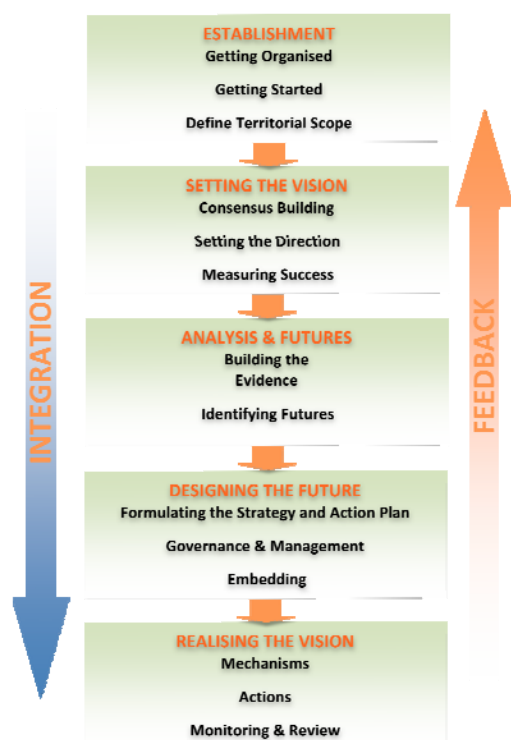 ESTABLISHMENT
Getting Organised
Getting Started
Define Territorial Scope
SETTING THE VISION
Consensus Building
Setting the Direction
Measuring Success
ANALYSIS & FUTURES
Building the
Evidence
Identifying Futures
DESIGNING THE FUTURE
Formulating the Strategy and Action Plan
Governance & Management
Embedding
REALISING THE VISION
Mechanisms
Actions
Monitoring & Review
INTEGRATION
FEEDBACK